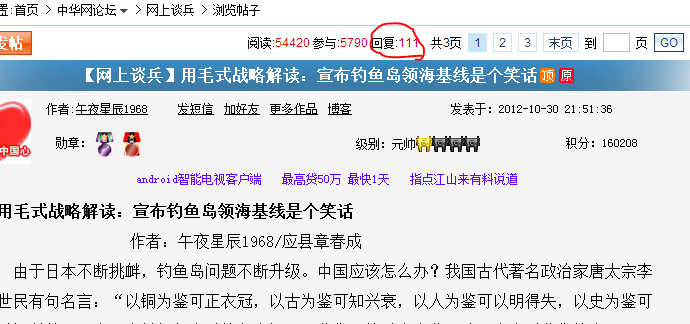 置:首页 > 中华网论坛 > 网上谈兵 > 浏览帖子
发帖 阅读:54420 参与:5790 回复:111 共3页 1 2 3 末页 到 页 GO
【网上谈兵】用毛式战略解读：宣布钓鱼岛领海基线是个笑话 顶 原
中国心 作者:午夜星辰1968 发短信 加好友 更多作品 博客 发表于：2012-10-30 21:51:36
勋章： 级别：元帅 积分：160208
android智能电视客户端 最高贷50万 最快1天 指点江山来有料说道
用毛式战略解读：宣布钓鱼岛领海基线是个笑话
作者：午夜星辰1968/应县章春成
由于日本不断挑衅，钓鱼岛问题不断升级。中国应该怎么办？我国古代著名政治家唐太宗李
世民有句名言：“以铜为鉴可正衣冠，以古为鉴可知兴衰，以人为鉴可以明得失，以史为鉴可